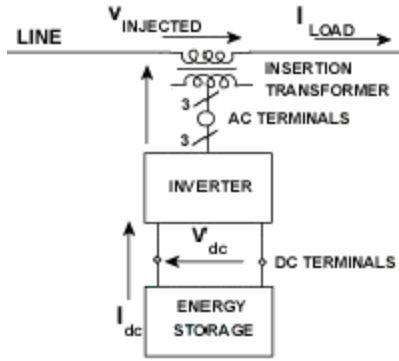 LINE
VINJECTED
ILOAD
INSERTION
TRANSFORMER
3
AC TERMINALS
3
INVERTER
Vdc
DC TERMINALS
Idc
ENERGY
STORAGE